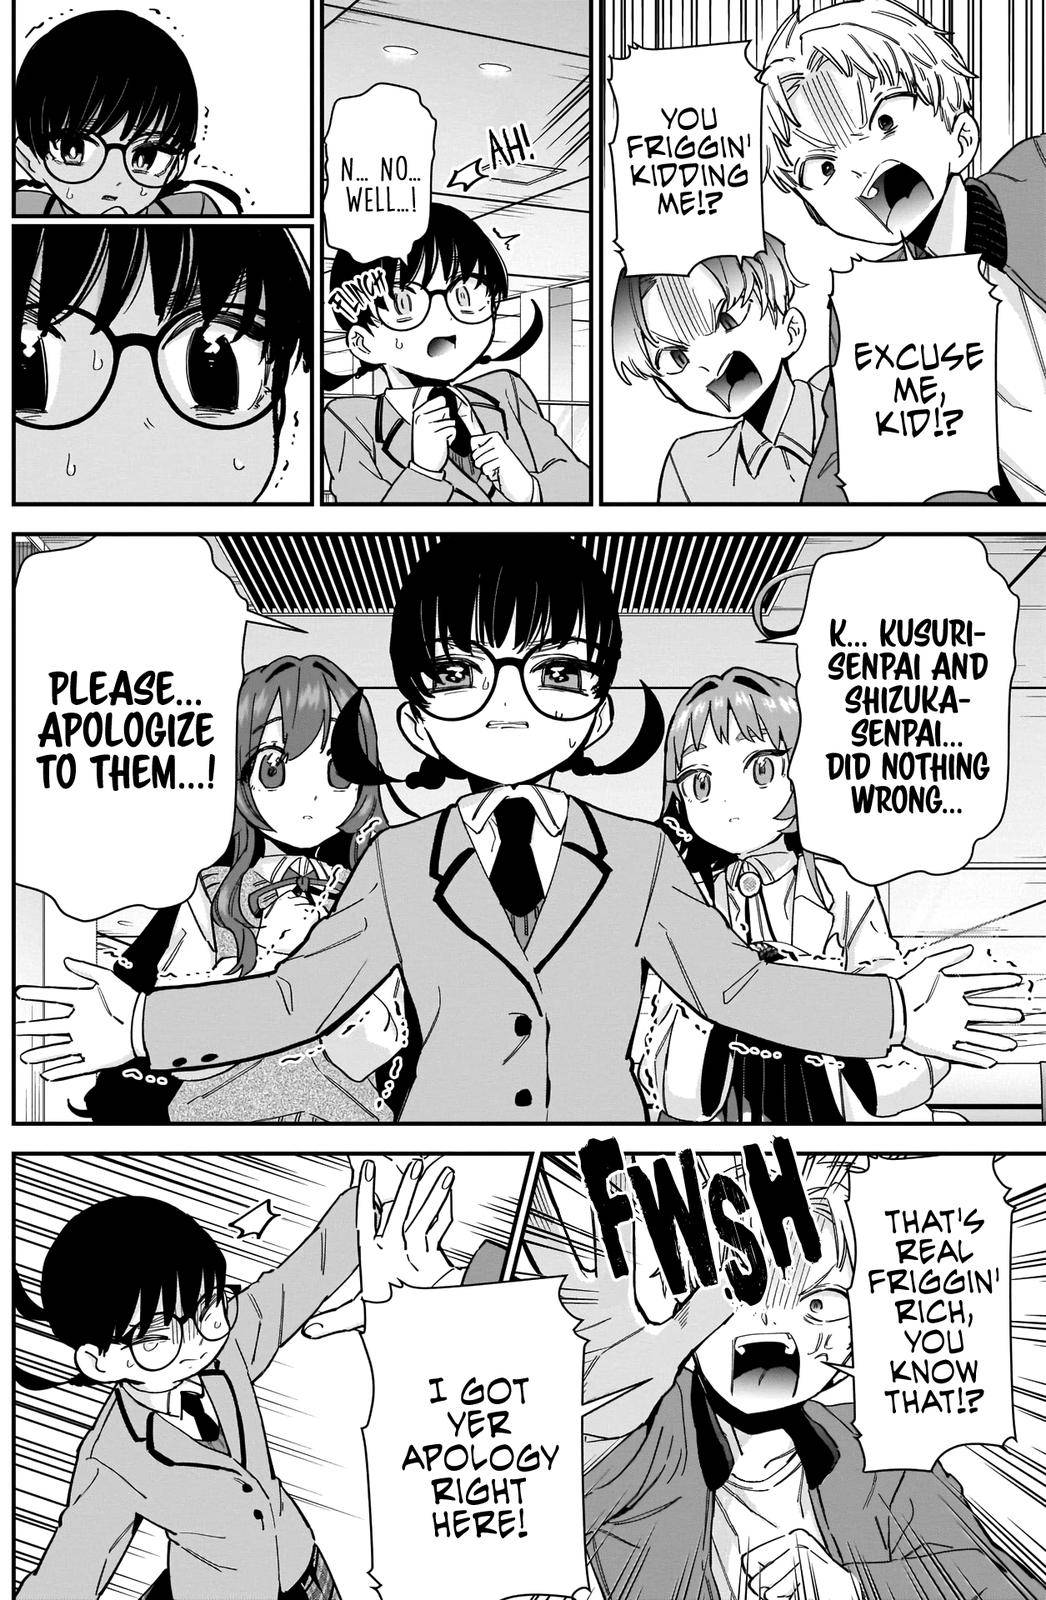 YOU
FRIGGIN'
KIDDING
ME!?
EXCUSE
ME,
KID!?
AH!
N... NO...
WELL...!
FLINCH
K... KUSURI-
SENPAI AND
SHIZUKA-
SENPAI...
DID NOTHING
WRONG...
PLEASE...
APOLOGIZE
TO THEM...!
THAT'S
REAL
FRIGGIN'
RICH,
YOU
KNOW
THAT!?
FWSH
I GOT
YER
APOLOGY
RIGHT
HERE!